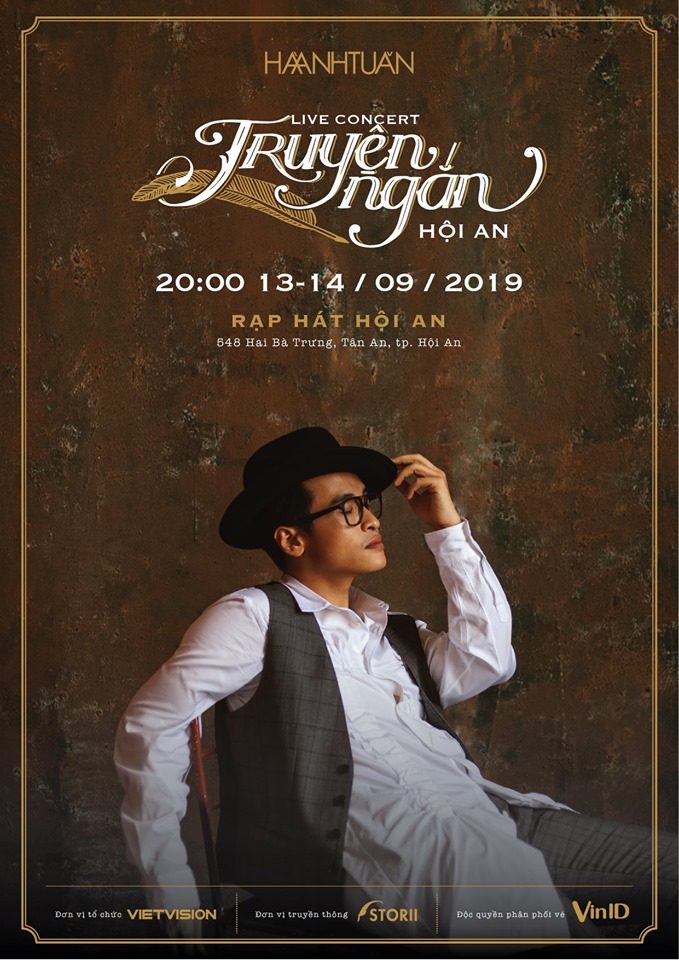 HAANHTUẤN
LIVE CONCERT
Truyện ngắn
HỘI AN
20:00 13-14 / 09 / 2019
RẠP HÁT HỘI AN
548 Hai Bà Trưng, Tân An, tp. Hội An
Đơn vị tổ chức VIETVISION Đơn vị truyền thông STORII Độc quyền phân phối vé VinID